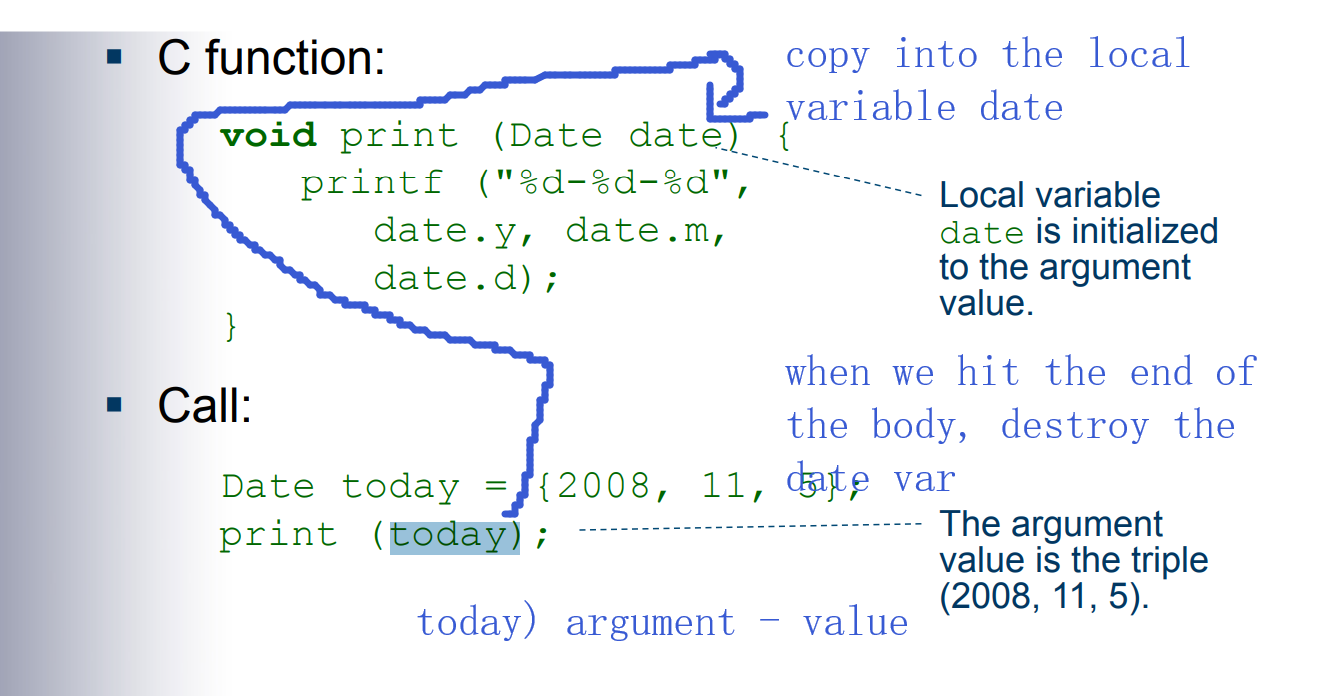 C function:
void print (Date date) {
printf ("%d-%d-%d",
date.y, date.m,
date.d);
}
copy into the local
variable date
Local variable
date is initialized
to the argument
value.
Call:
Date today = {2008, 11, 5};
print (today);
when we hit the end of
the body, destroy the
date var
The argument
value is the triple
(2008, 11, 5).
today) argument - value